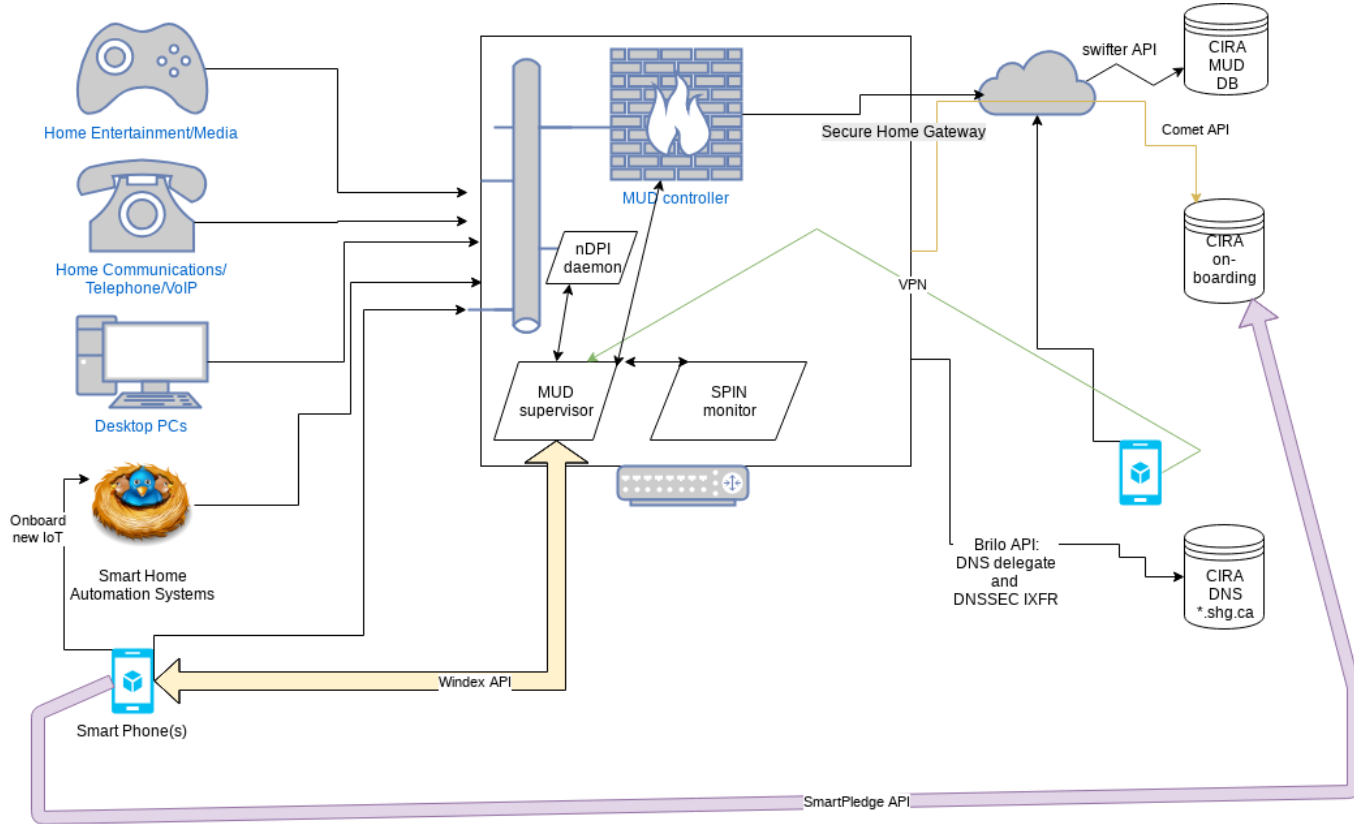 Home Entertainment/Media
Home Communications/
Telephone/VoIP
Desktop PCs
Onboard
new IoT
Smart Home
Automation Systems
Smart Phone(s)
MUD controller
nDPI
daemon
MUD
supervisor
SPIN
monitor
Secure Home Gateway
swifter API
CIRA
MUD
DB
Comet API
CIRA
on-
boarding
VPN
Brilo API:
DNS delegate
and
DNSSEC IXFR
CIRA
DNS
*.shg.ca
Windex API
SmartPledge API